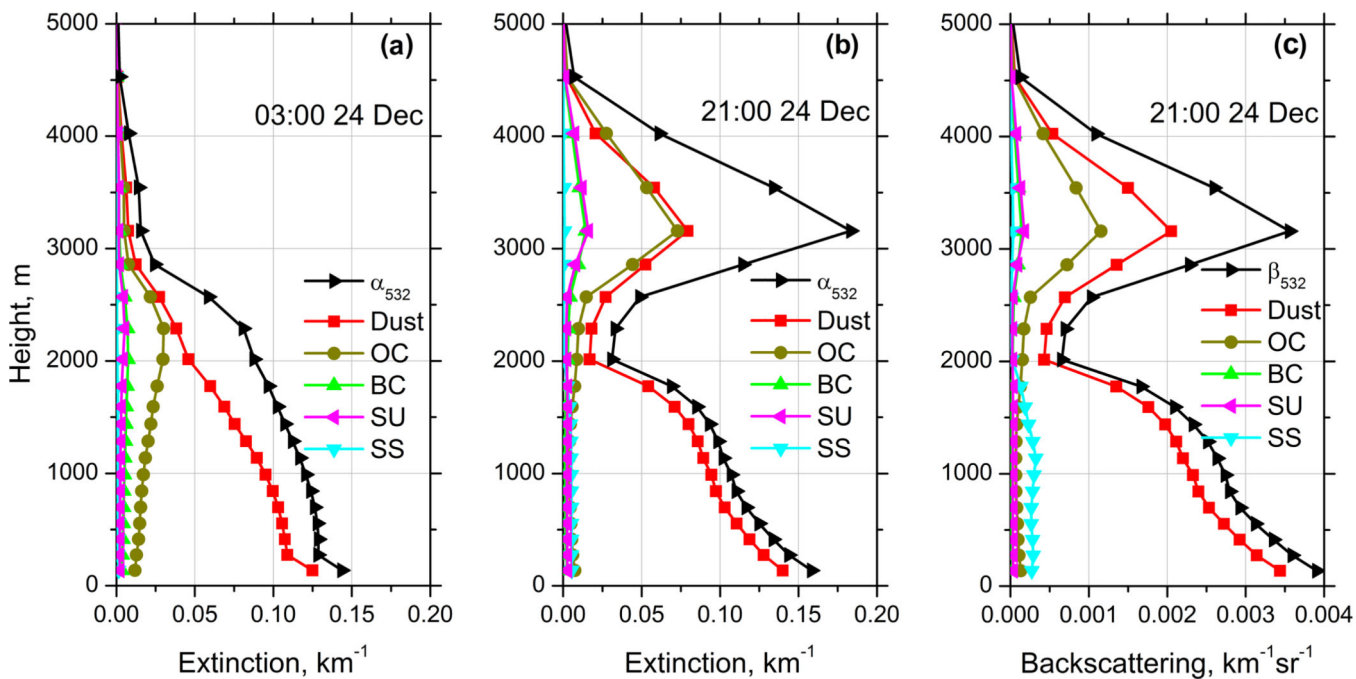 (a)
03:00 24 Dec
5000
4000
3000
2000
1000
0
Height, m
α532
Dust
OC
BC
SU
SS
0.00 0.05 0.10 0.15 0.20
Extinction, km-1
(b)
21:00 24 Dec
5000
4000
3000
2000
1000
0
α532
Dust
OC
BC
SU
SS
0.00 0.05 0.10 0.15 0.20
Extinction, km-1
(c)
21:00 24 Dec
5000
4000
3000
2000
1000
0
β532
Dust
OC
BC
SU
SS
0.000 0.001 0.002 0.003 0.004
Backscattering, km-1sr-1